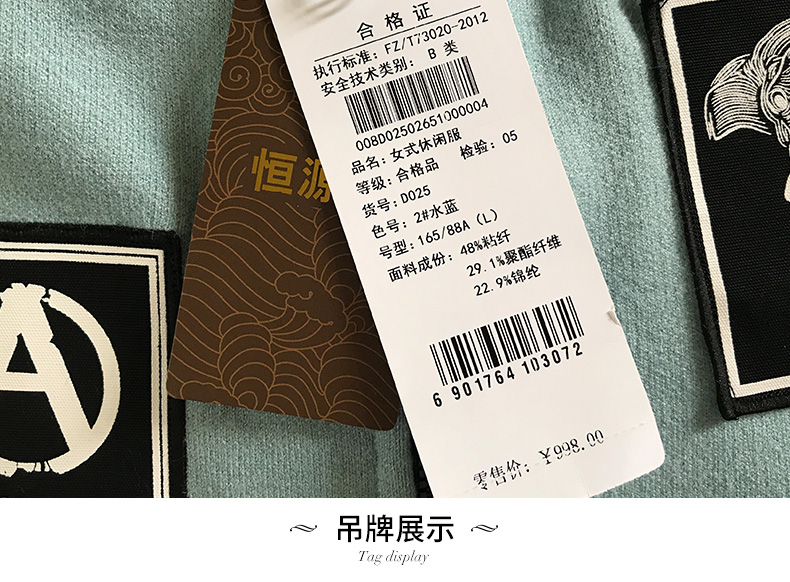 合格证
执行标准: FZ/T73020-2012
安全技术类别: B 类
008D02502651000004
品名: 女式休闲服
等级: 合格品 检验: 05
货号: D025
色号: 2#水蓝
号型: 165/88A (L)
面料成份: 48%粘纤
29.1%聚酯纤维
22.9%锦纶
6 901764 103072
零售价: ¥998.00
恒源
A
吊牌展示
Tag display